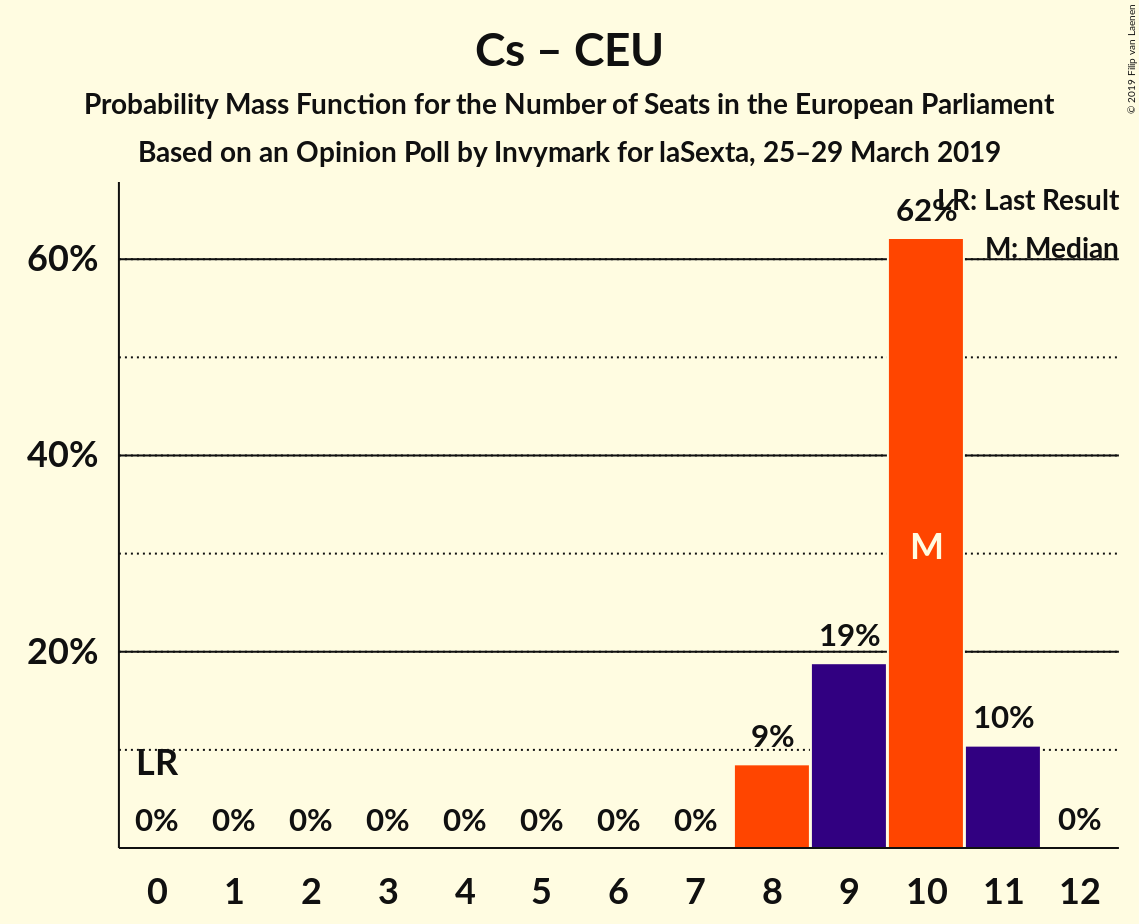 Cs – CEU
Probability Mass Function for the Number of Seats in the European Parliament
Based on an Opinion Poll by Invymark for laSexta, 25–29 March 2019
© 2019 Filip van Laenen
LR: Last Result
M: Median
62%
60%
40%
M
19%
20%
10%
9%
LR
0% 0% 0% 0% 0% 0% 0% 0% 0%
0 1 2 3 4 5 6 7 8 9 10 11 12